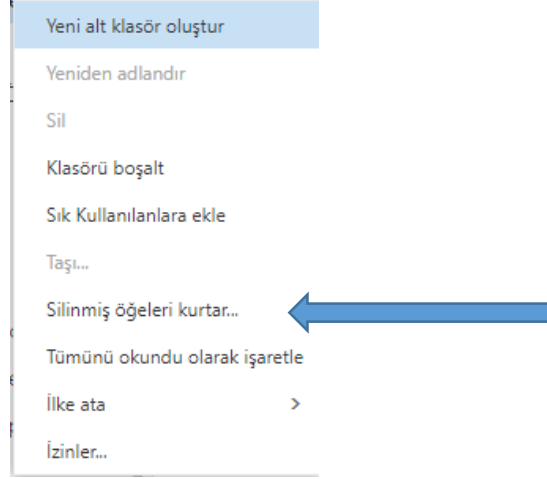 Yeni alt klasör oluştur
Yeniden adlandır
Sil
Klasörü boşalt
Sık Kullanılanlara ekle
Taşı...
Silinmiş öğeleri kurtar...
Tümünü okundu olarak işaretle
İlke ata
İzinler...